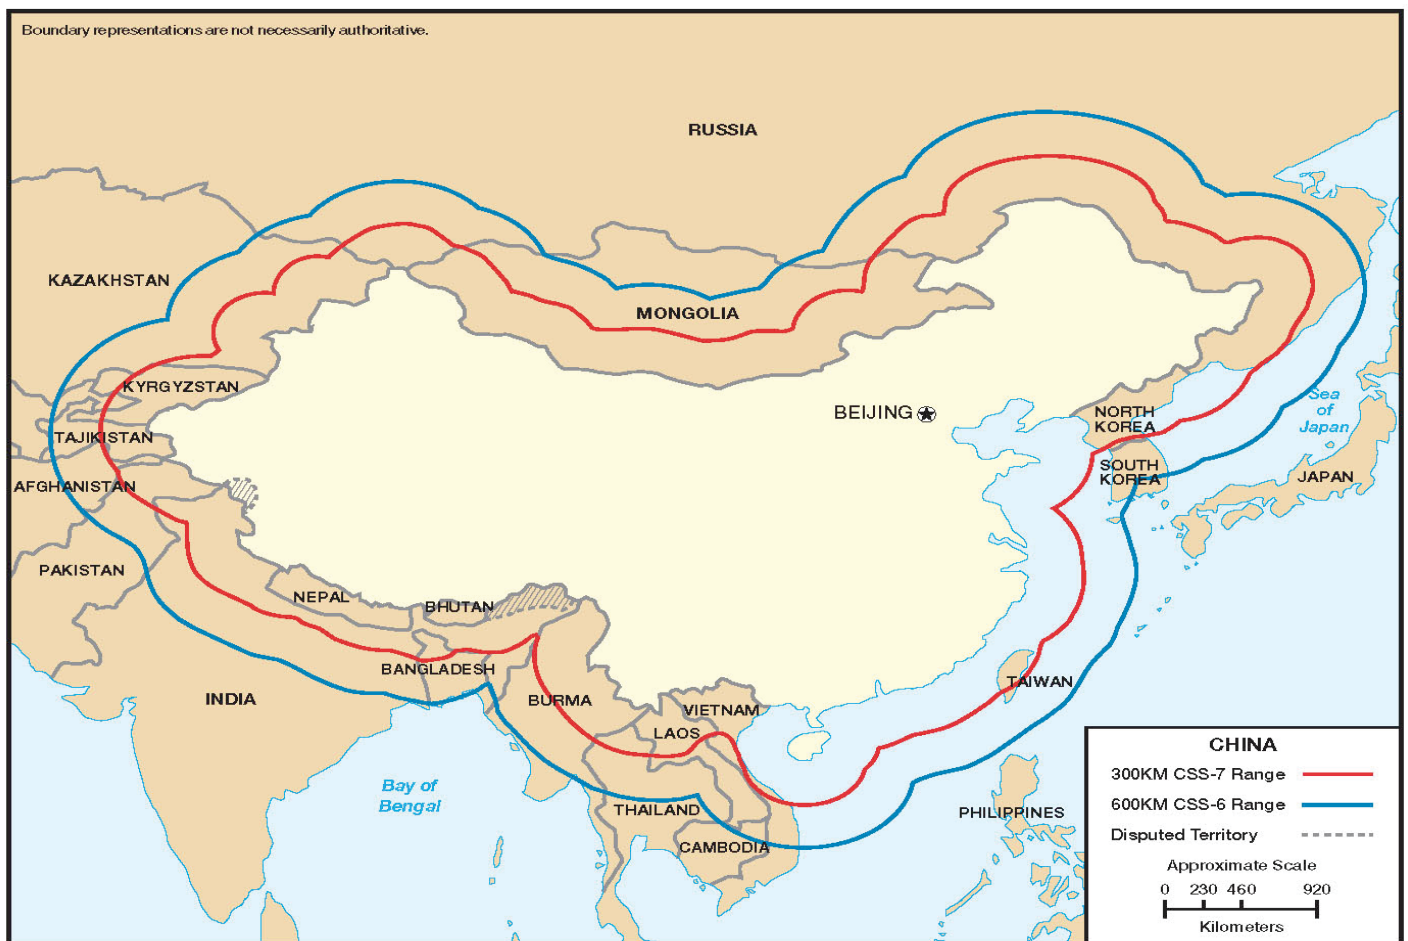 Boundary representations are not necessarily authoritative.
RUSSIA
KAZAKHSTAN
MONGOLIA
KYRGYZSTAN
BEIJING
NORTH
KOREA
Sea
of
Japan
TAJIKISTAN
SOUTH
KOREA
JAPAN
AFGHANISTAN
PAKISTAN
NEPAL
BHUTAN
BANGLADESH
TAIWAN
INDIA
BURMA
VIETNAM
LAOS
Bay of
Bengal
THAILAND
PHILIPPINES
CAMBODIA
CHINA
300KM CSS-7 Range
600KM CSS-6 Range
Disputed Territory
Approximate Scale
0 230 460 920
Kilometers